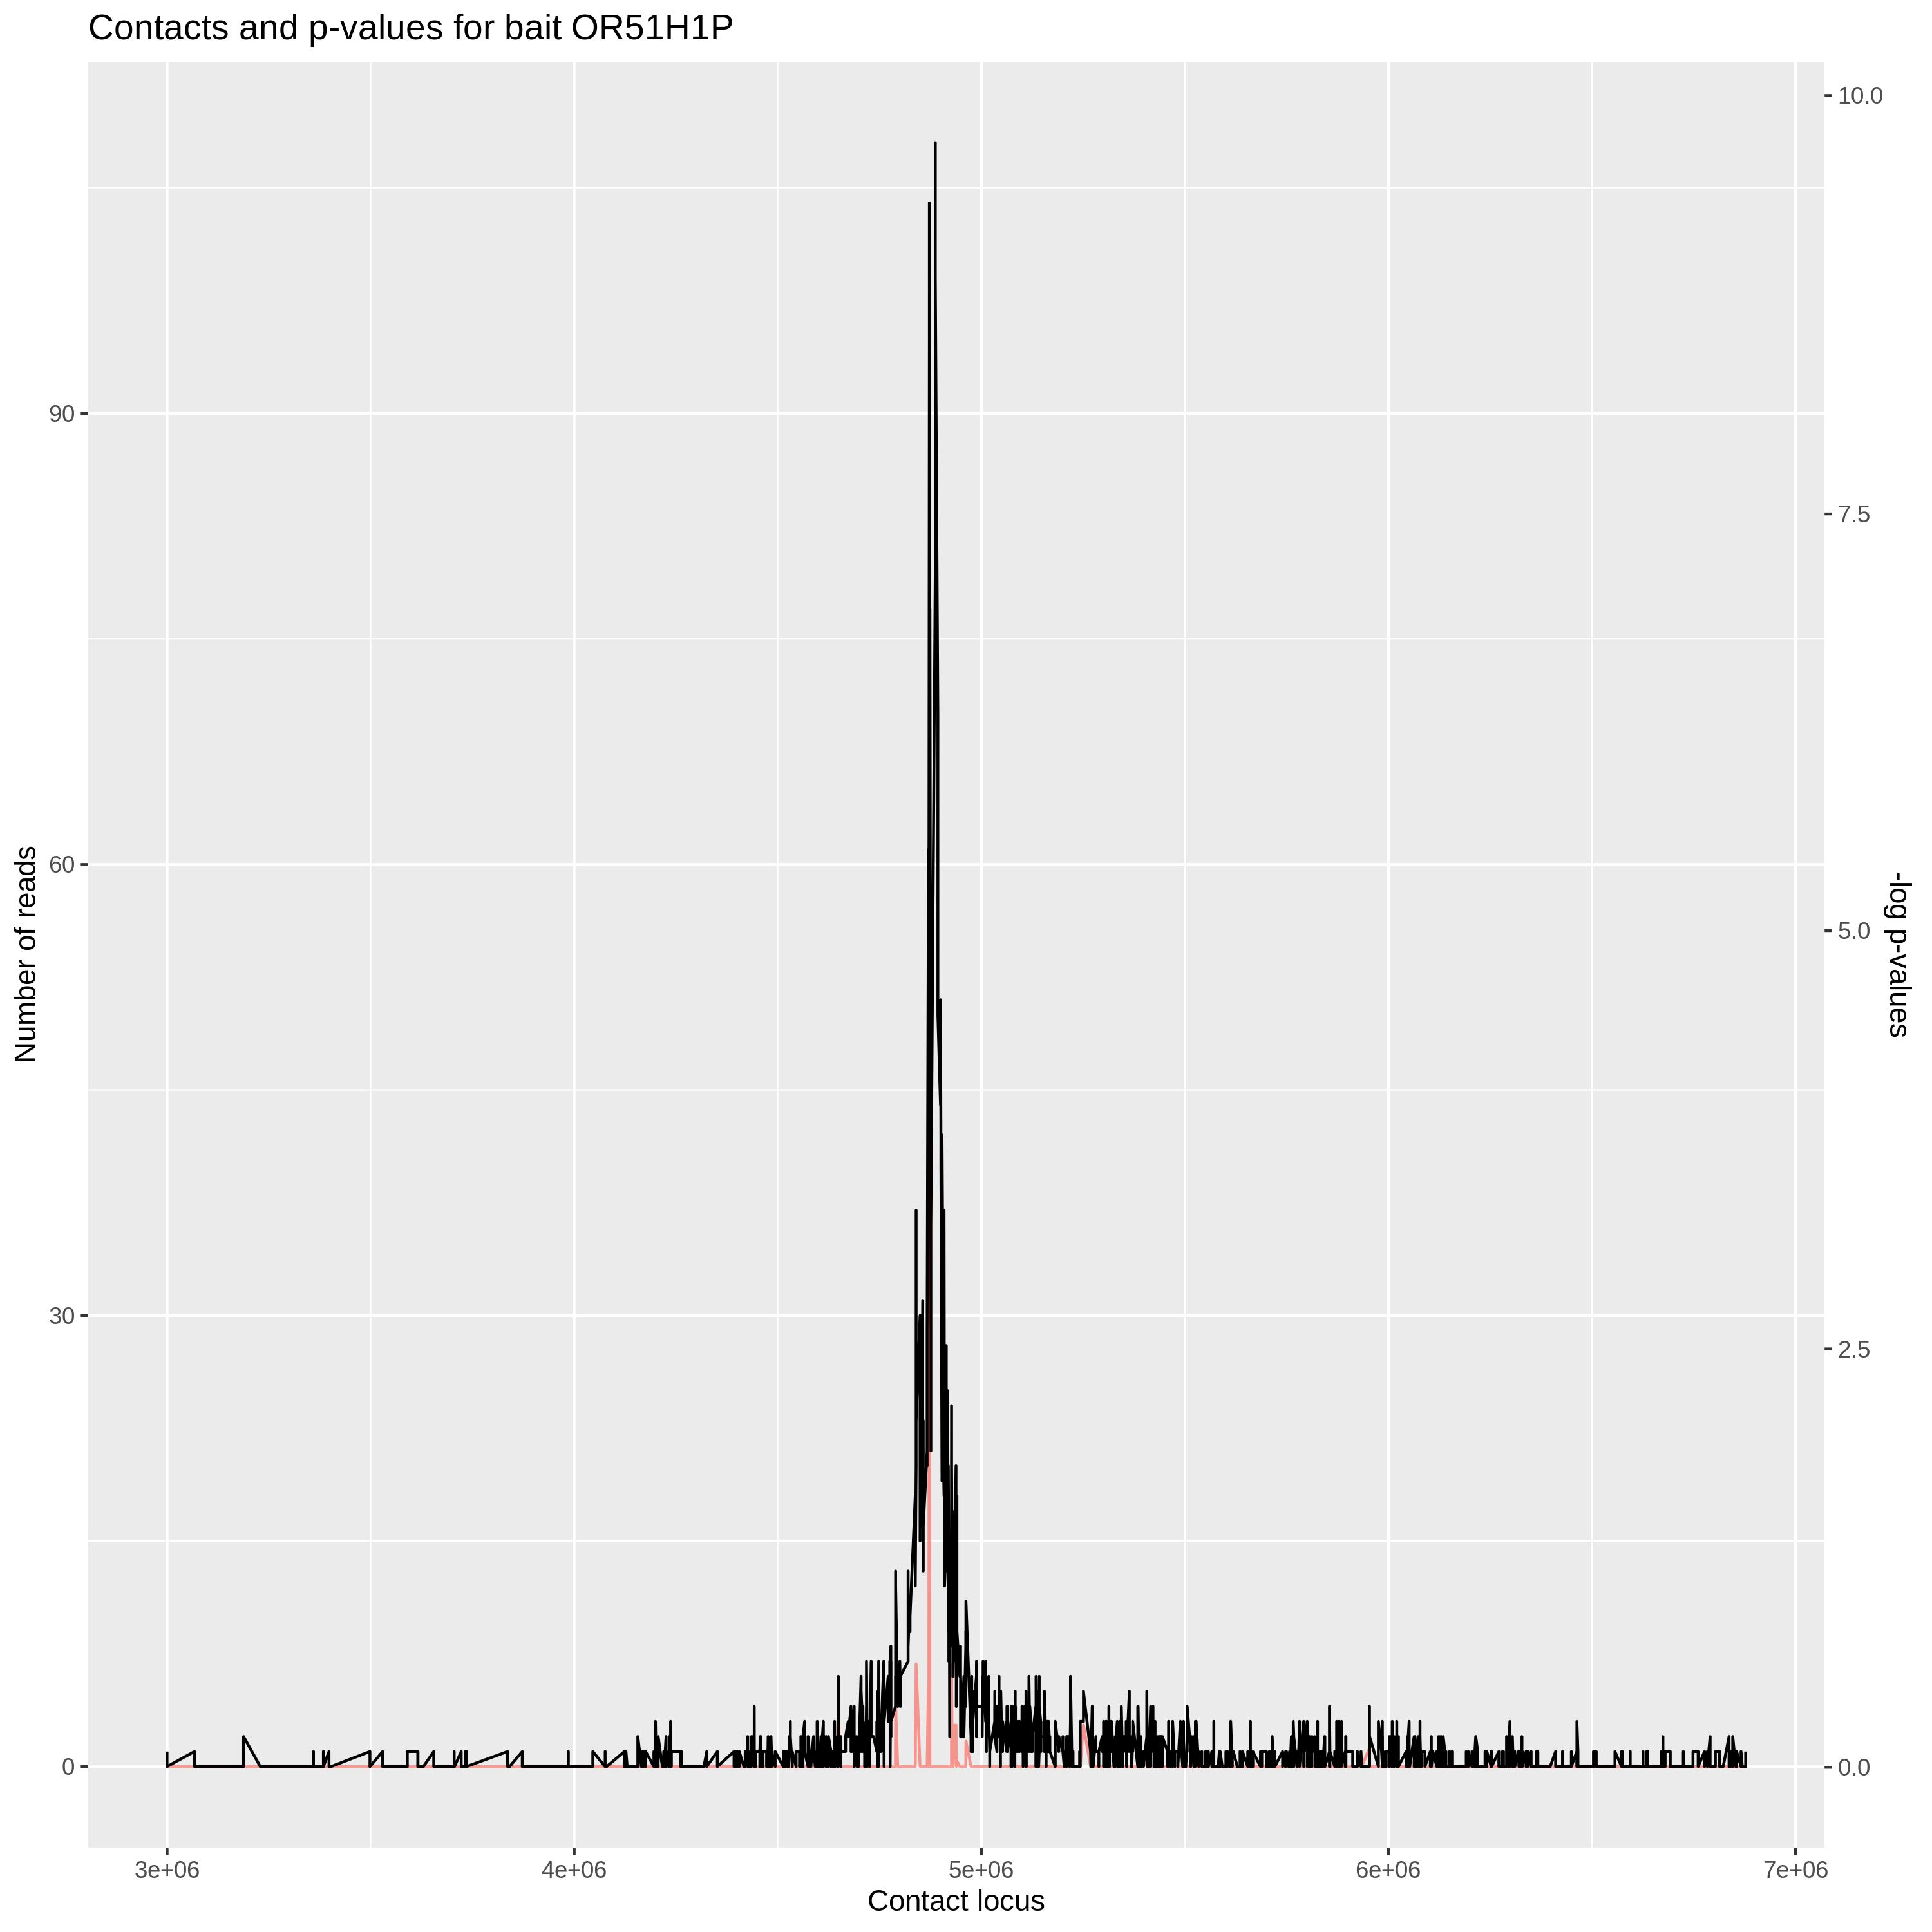 Contacts and p-values for bait OR51H1P
Number of reads
90
60
30
0
10.0
7.5
5.0
2.5
0.0
-log p-values
3e+06
4e+06
5e+06
6e+06
7e+06
Contact locus